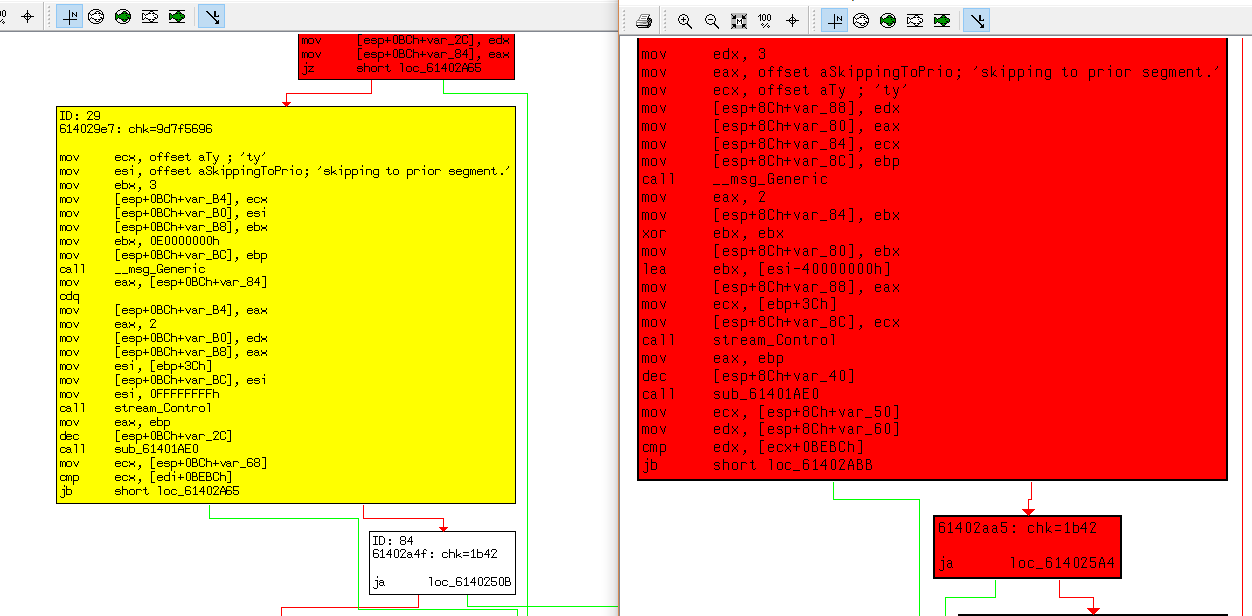 mov [esp+0BCh+var_2C], edx
mov [esp+0BCh+var_84], eax
jz short loc_61402A65
ID: 29
614029e7: chk=9d7f5696
mov ecx, offset aTy ; 'ty'
mov esi, offset aSkippingToPrio; 'skipping to prior segment.'
mov ebx, 3
mov [esp+0BCh+var_B4], ecx
mov [esp+0BCh+var_B0], esi
mov [esp+0BCh+var_B8], ebx
mov ebx, 0E0000000h
mov [esp+0BCh+var_BC], ebp
call __msg_Generic
mov eax, [esp+0BCh+var_84]
cdq
mov [esp+0BCh+var_B4], eax
mov eax, 2
mov [esp+0BCh+var_B0], edx
mov [esp+0BCh+var_B8], eax
mov esi, [ebp+3Ch]
mov [esp+0BCh+var_BC], esi
mov esi, 0FFFFFFFFh
call stream_Control
mov eax, ebp
dec [esp+0BCh+var_2C]
call sub_61401AE0
mov ecx, [esp+0BCh+var_68]
cmp ecx, [edi+0BEBCh]
jb short loc_61402A65
ID: 84
61402a4f: chk=1b42
ja loc_6140250B
100
%
mov edx, 3
mov eax, offset aSkippingToPrio; 'skipping to prior segment.'
mov ecx, offset aTy ; 'ty'
mov [esp+8Ch+var_88], edx
mov [esp+8Ch+var_80], eax
mov [esp+8Ch+var_84], ecx
mov [esp+8Ch+var_8C], ebp
call __msg_Generic
mov eax, 2
mov [esp+8Ch+var_84], ebx
xor ebx, ebx
mov [esp+8Ch+var_80], ebx
lea ebx, [esi-40000000h]
mov [esp+8Ch+var_88], eax
mov ecx, [ebp+3Ch]
mov [esp+8Ch+var_8C], ecx
call stream_Control
mov eax, ebp
dec [esp+8Ch+var_40]
call sub_61401AE0
mov ecx, [esp+8Ch+var_50]
mov edx, [esp+8Ch+var_60]
cmp edx, [ecx+0BEBCh]
jb short loc_61402ABB
61402aa5: chk=1b42
ja loc_614025A4